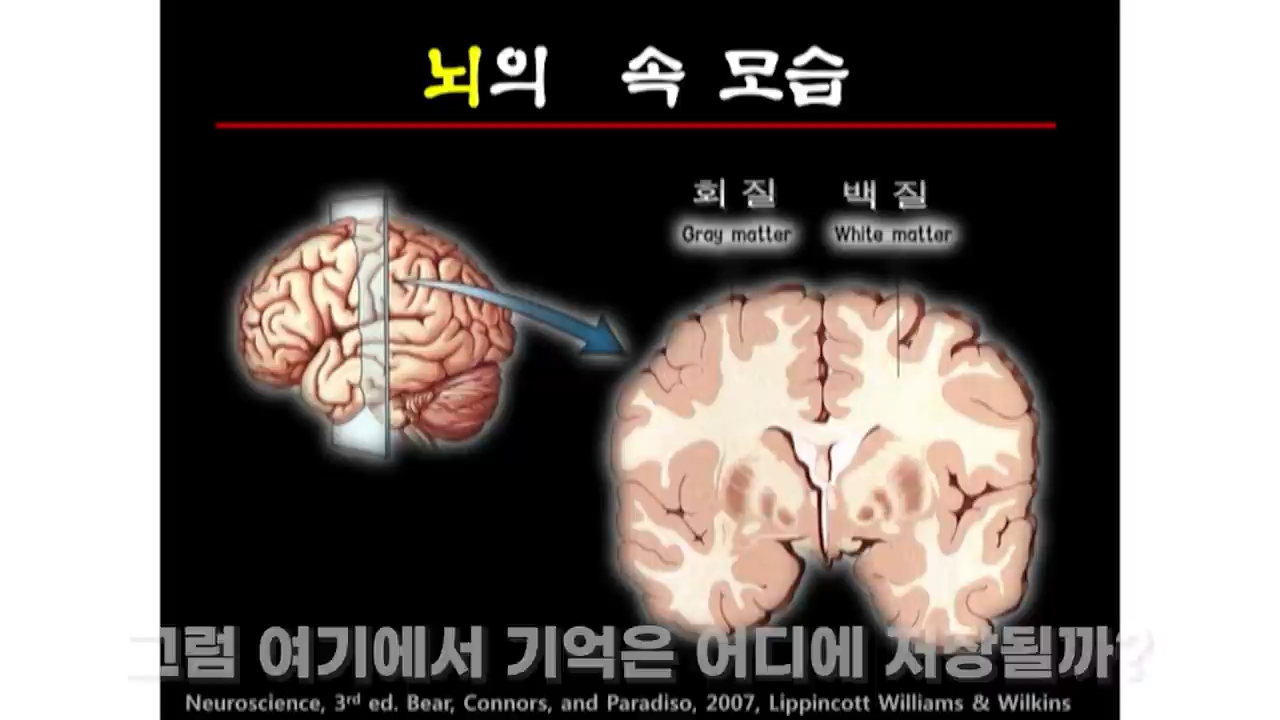 뇌의 속 모습
회 질 백 질
Gray matter White matter
그럼 여기에서 기억은 어디에 저장될까?
Neuroscience, 3rd ed. Bear, Connors, and Paradiso, 2007, Lippincott Williams & Wilkins